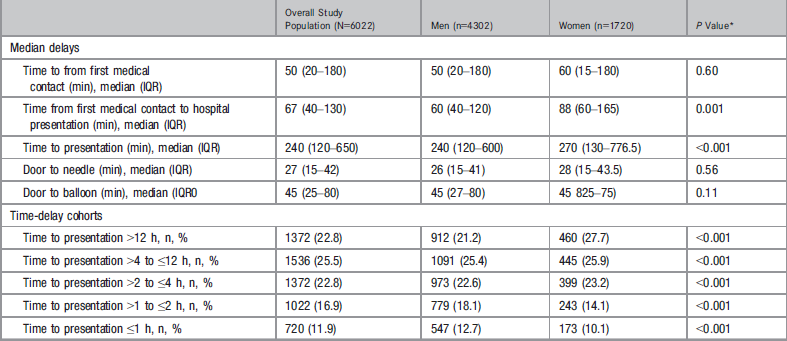 Overall Study
Population (N=6022) Men (n=4302) Women (n=1720) P Value*
Median delays
Time to from first medical
contact (min), median (IQR) 50 (20–180) 50 (20–180) 60 (15–180) 0.60
Time from first medical contact to hospital
presentation (min), median (IQR) 67 (40–130) 60 (40–120) 88 (60–165) 0.001
Time to presentation (min), median (IQR) 240 (120–650) 240 (120–600) 270 (130–776.5) <0.001
Door to needle (min), median (IQR) 27 (15–42) 26 (15–41) 28 (15–43.5) 0.56
Door to balloon (min), median (IQR0 45 (25–80) 45 (27–80) 45 825–75) 0.11
Time-delay cohorts
Time to presentation >12 h, n, % 1372 (22.8) 912 (21.2) 460 (27.7) <0.001
Time to presentation >4 to ≤12 h, n, % 1536 (25.5) 1091 (25.4) 445 (25.9) <0.001
Time to presentation >2 to ≤4 h, n, % 1372 (22.8) 973 (22.6) 399 (23.2) <0.001
Time to presentation >1 to ≤2 h, n, % 1022 (16.9) 779 (18.1) 243 (14.1) <0.001
Time to presentation ≤1 h, n, % 720 (11.9) 547 (12.7) 173 (10.1) <0.001